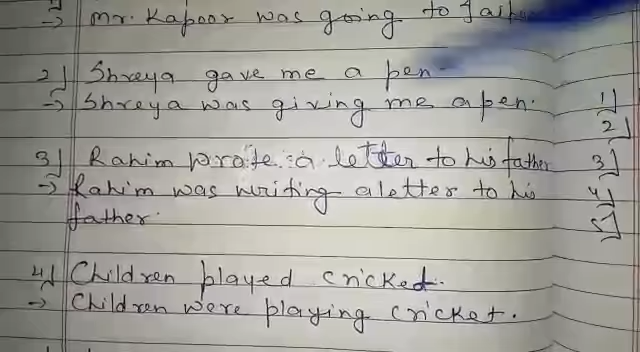 → Mr. Kapoor was going to
2] Shreya gave me a pen.
→ Shreya was giving me a pen.
3] Rahim wrote a letter to his father
→ Rahim was writing a letter to his
father.
4] Children played cricket.
→ Children were playing cricket.
1]
2]
3]
4]
5]